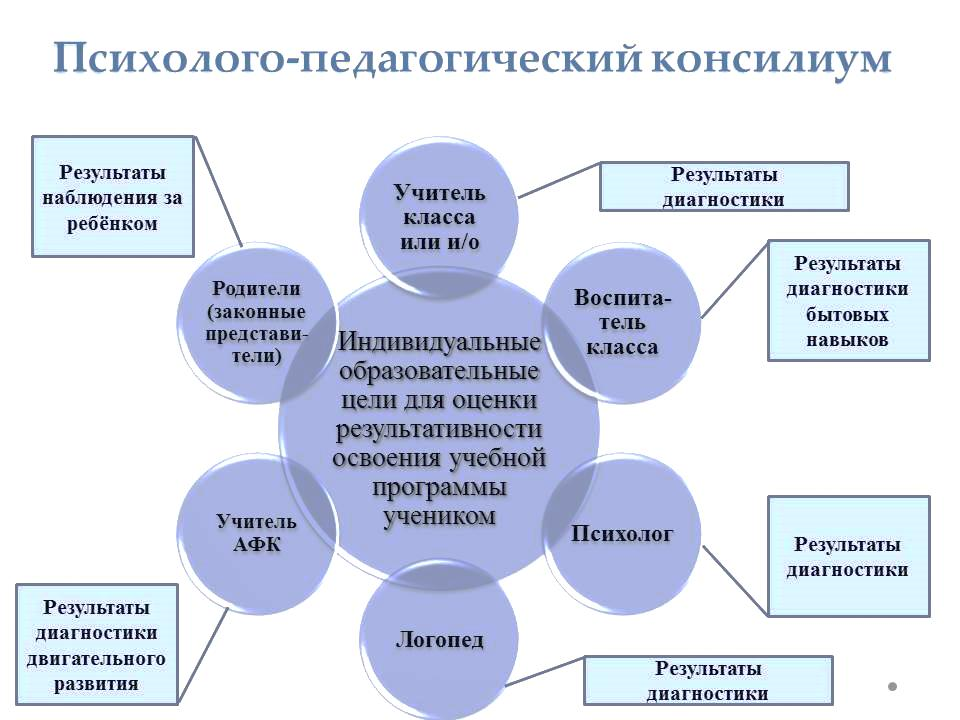 Психолого-педагогический консилиум
Результаты
наблюдения за
ребёнком
Учитель
класса
или и/о
Результаты
диагностики
Родители
(законные
представи-
тели)
Воспита-
тель
класса
Результаты
диагностики
бытовых
навыков
Индивидуальные
образовательные
цели для оценки
результативности
освоения учебной
программы
учеником
Учитель
АФК
Психолог
Результаты
диагностики
Результаты
диагностики
двигательного
развития
Логопед
Результаты
диагностики